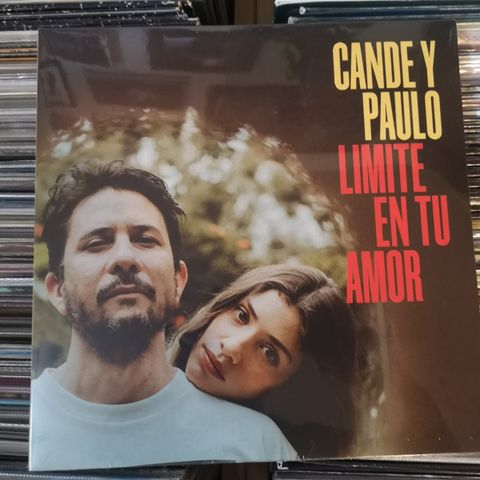 CANDE Y
PAULO
LIMITE
EN TU
AMOR